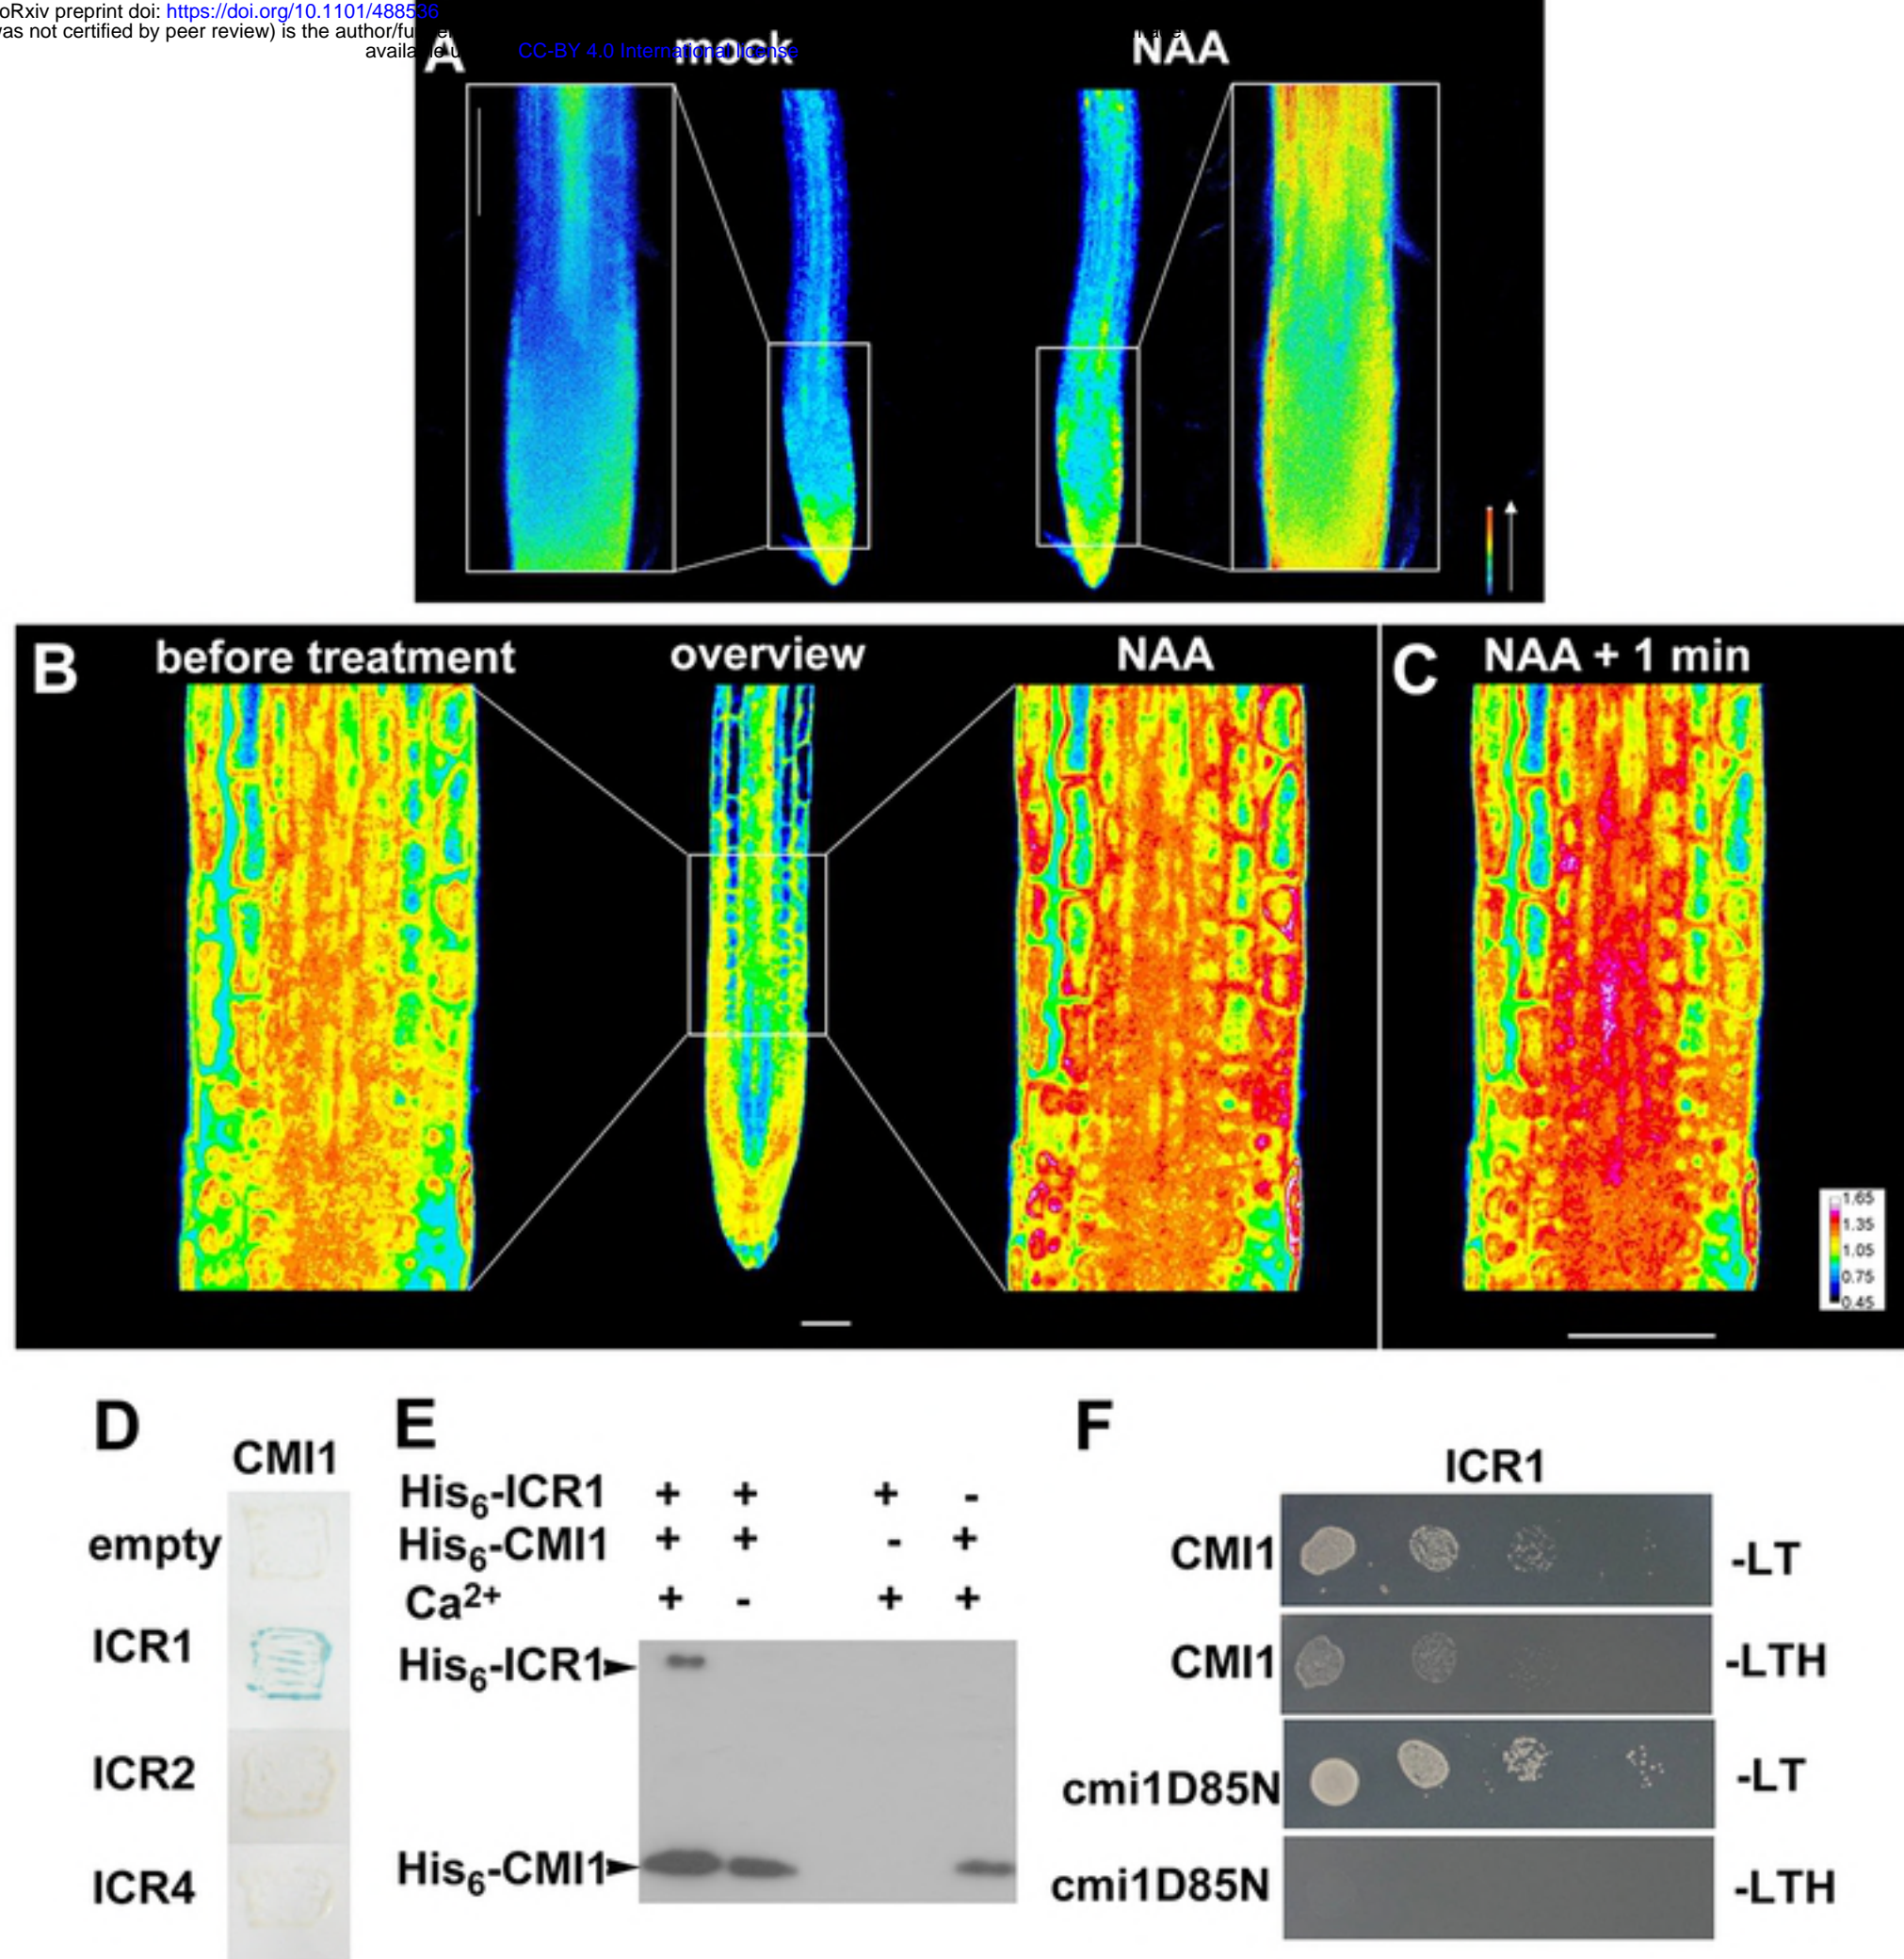 oRxiv preprint doi: https://doi.org/10.1101/488536
was not certified by peer review) is the author/fu
availa
CC-BY 4.0 International license
A mock NAA
B before treatment overview NAA
C NAA + 1 min
1.65
1.35
1.05
0.75
0.45
D
CMI1
empty
ICR1
ICR2
ICR4
E
His6-ICR1 + + + -
His6-CMI1 + + - +
Ca2+ + - + +
His6-ICR1
His6-CMI1
F
ICR1
CMI1 -LT
CMI1 -LTH
cmi1D85N -LT
cmi1D85N -LTH